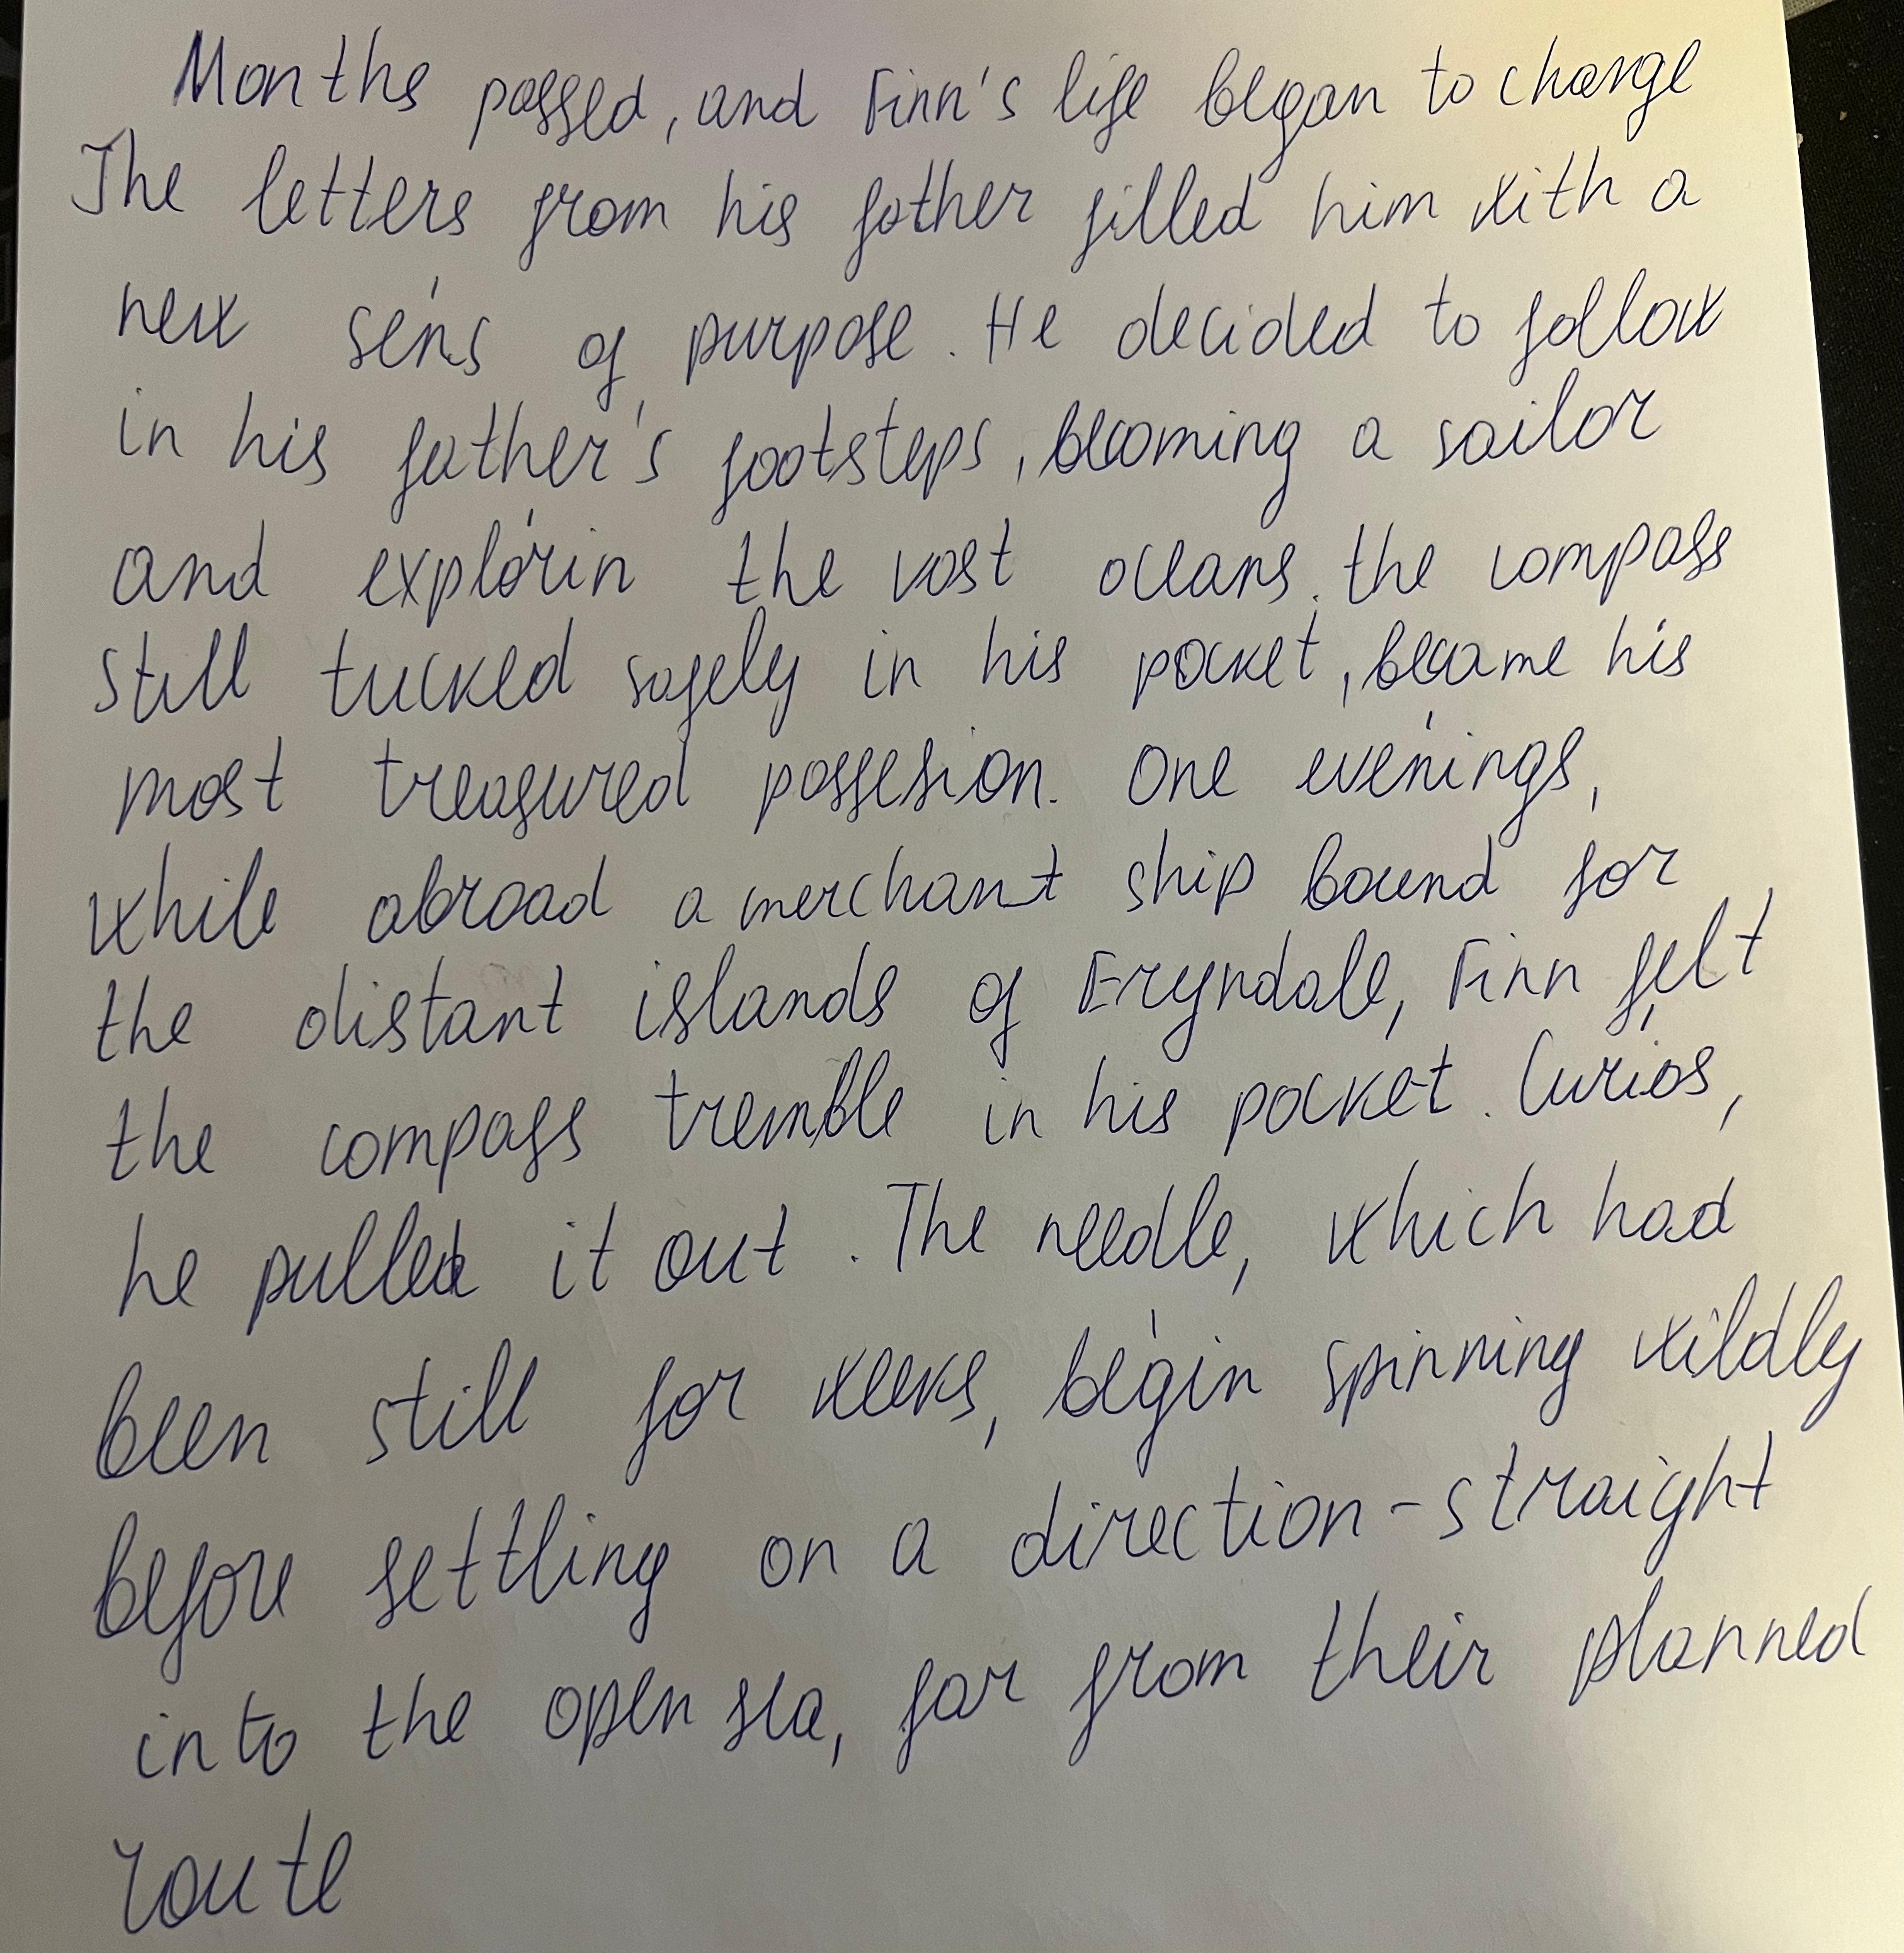 Months passed, and Finn's life began to change
The letters from his father filled him with a
new sens of purpose. He decided to follow
in his father's footsteps, becoming a sailor
and explorin the vast oceans. the compass
still tucked safely in his pocket, became his
most treasured possesion. One evenings,
while abroad a merchant ship bound for
the distant islands of Eryndale, Finn felt
the compass tremble in his pocket. Curios,
he pulled it out. The needle, which had
been still for weeks, begin spinning wildly
before settling on a direction - straight
into the open sea, far from their planned
route